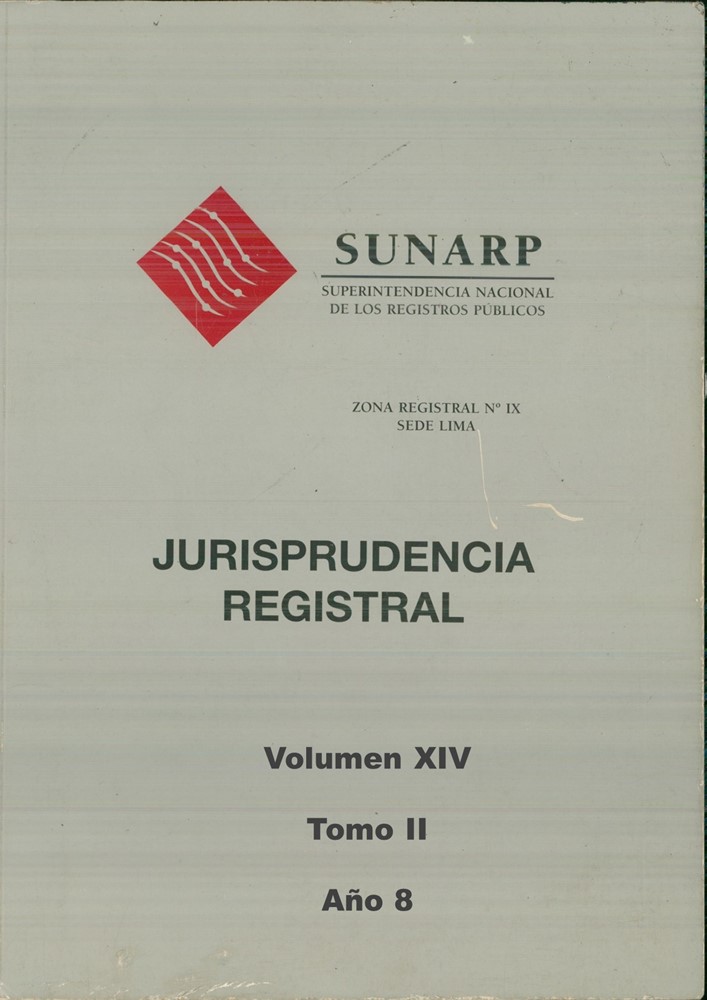 SUNARP
SUPERINTENDENCIA NACIONAL
DE LOS REGISTROS PÚBLICOS
ZONA REGISTRAL Nº IX
SEDE LIMA
JURISPRUDENCIA
REGISTRAL
Volumen XIV
Tomo II
Año 8